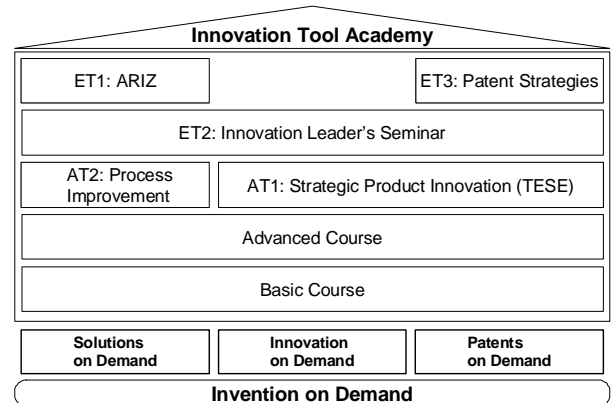 Innovation Tool Academy
ET1: ARIZ
ET3: Patent Strategies
ET2: Innovation Leader's Seminar
AT2: Process
Improvement
AT1: Strategic Product Innovation (TESE)
Advanced Course
Basic Course
Solutions
on Demand
Innovation
on Demand
Patents
on Demand
Invention on Demand